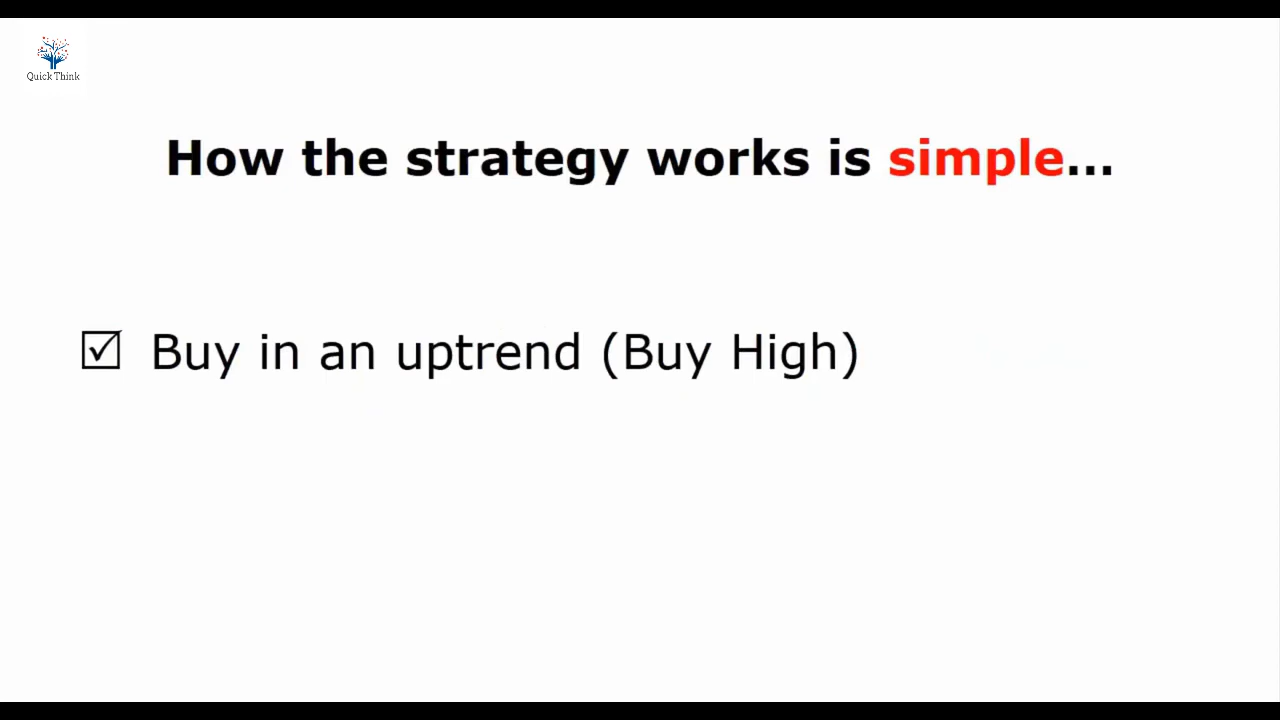 Quick Think
How the strategy works is simple...
☑ Buy in an uptrend (Buy High)